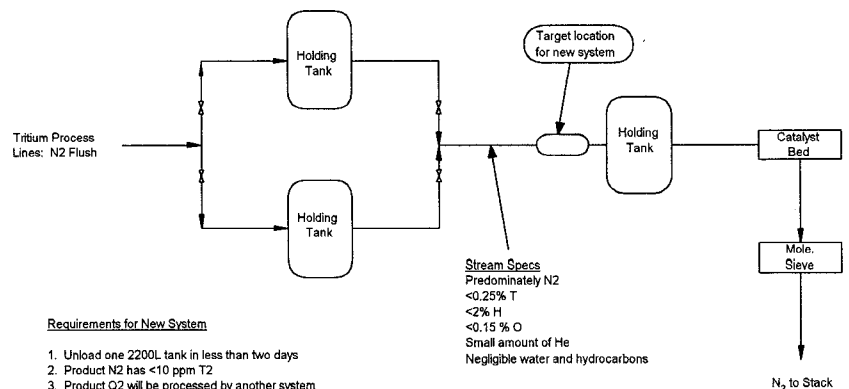 Target location
for new system
Holding
Tank
Tritium Process
Lines: N2 Flush
Holding
Tank
Catalyst
Bed
Holding
Tank
Mole.
Sieve
Stream Specs
Predominately N2
<0.25% T
<2% H
<0.15 % O
Small amount of He
Negligible water and hydrocarbons
Requirements for New System
1. Unload one 2200L tank in less than two days
2. Product N2 has <10 ppm T2
3. Product Q2 will be processed by another system
N₂ to Stack